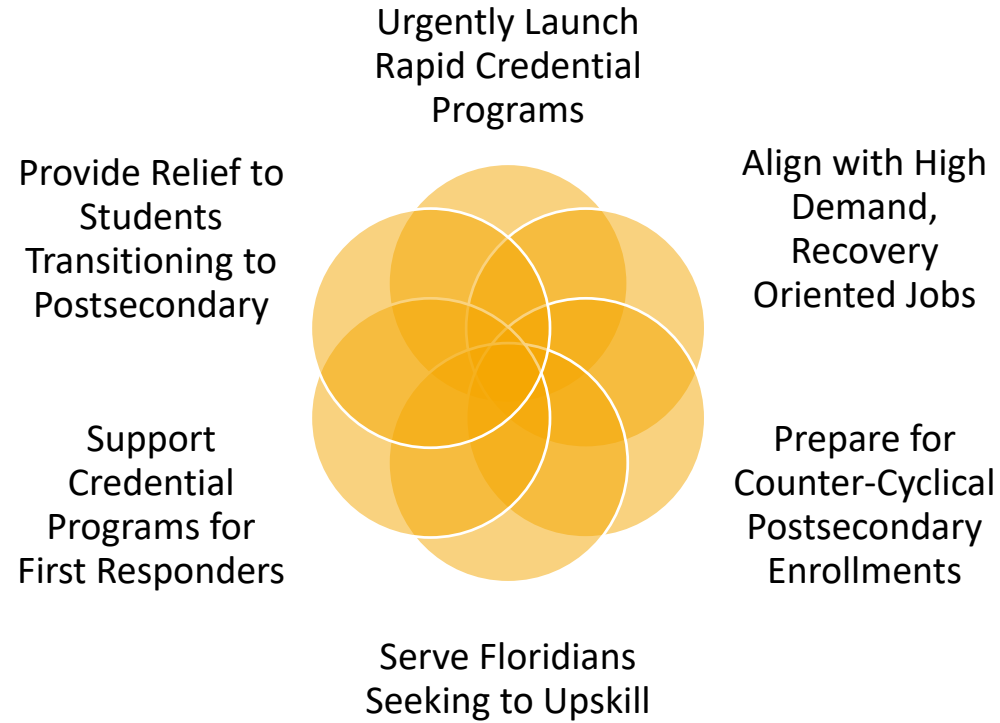 Urgently Launch
Rapid Credential
Programs
Align with High
Demand,
Recovery
Oriented Jobs
Prepare for
Counter-Cyclical
Postsecondary
Enrollments
Serve Floridians
Seeking to Upskill
Support
Credential
Programs for
First Responders
Provide Relief to
Students
Transitioning to
Postsecondary